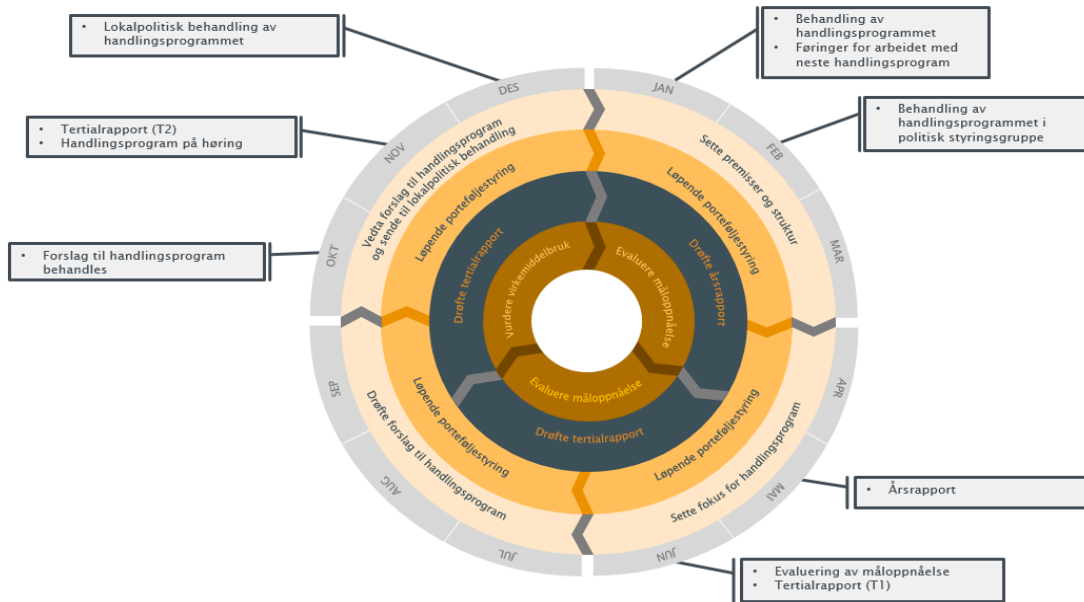 • Lokalpolitisk behandling av
handlingsprogrammet
• Behandling av
handlingsprogrammet
• Føringer for arbeidet med
neste handlingsprogram
• Behandling av
handlingsprogrammet i
politisk styringsgruppe
• Tertialrapport (T2)
• Handlingsprogram på høring
• Forslag til handlingsprogram
behandles
• Årsrapport
• Evaluering av måloppnåelse
• Tertialrapport (T1)
JAN
FEB
MAR
APR
MAI
JUN
JUL
AUG
SEP
OKT
NOV
DES
Sette premisser og struktur
Sette fokus for handlingsprogram
Drøfte forslag til handlingsprogram
Vedta forslag til handlingsprogram
og sende til lokalpolitisk behandling
Løpende porteføljestyring
Løpende porteføljestyring
Løpende porteføljestyring
Løpende porteføljestyring
Drøfte årsrapport
Drøfte tertialrapport
Drøfte tertialrapport
Evaluere måloppnåelse
Evaluere måloppnåelse
Vurdere virkemiddelbruk